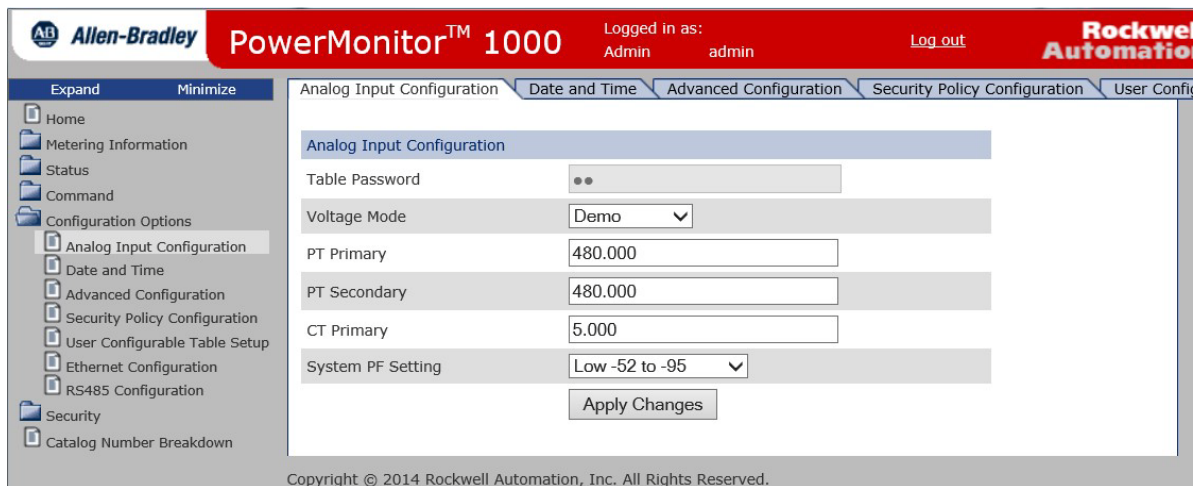 AB Allen-Bradley
PowerMonitor™ 1000
Logged in as:
Admin admin
Log out
Rockwell
Automation
Expand Minimize
Home
Metering Information
Status
Command
Configuration Options
Analog Input Configuration
Date and Time
Advanced Configuration
Security Policy Configuration
User Configurable Table Setup
Ethernet Configuration
RS485 Configuration
Security
Catalog Number Breakdown
Analog Input Configuration Date and Time Advanced Configuration Security Policy Configuration User Config
Analog Input Configuration
Table Password ●●
Voltage Mode Demo
PT Primary 480.000
PT Secondary 480.000
CT Primary 5.000
System PF Setting Low -52 to -95
Apply Changes
Copyright © 2014 Rockwell Automation, Inc. All Rights Reserved.